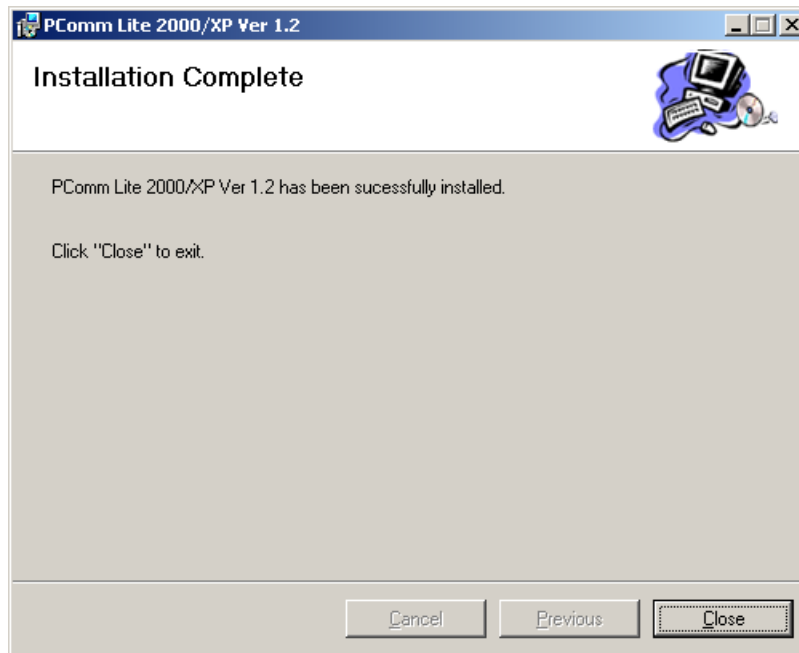 PComm Lite 2000/XP Ver 1.2
Installation Complete
PComm Lite 2000/XP Ver 1.2 has been sucessfully installed.
Click "Close" to exit.
Cancel Previous Close